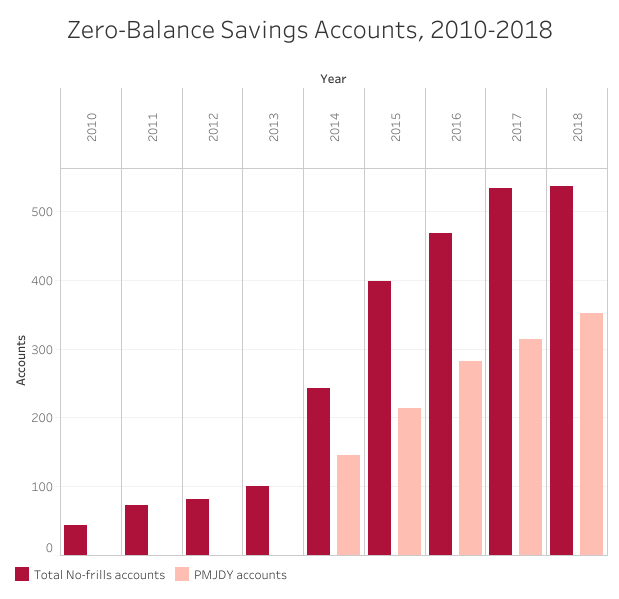 Zero-Balance Savings Accounts, 2010-2018
Year
2010 2011 2012 2013 2014 2015 2016 2017 2018
500
400
300
200
100
0
Accounts
Total No-frills accounts PMJDY accounts